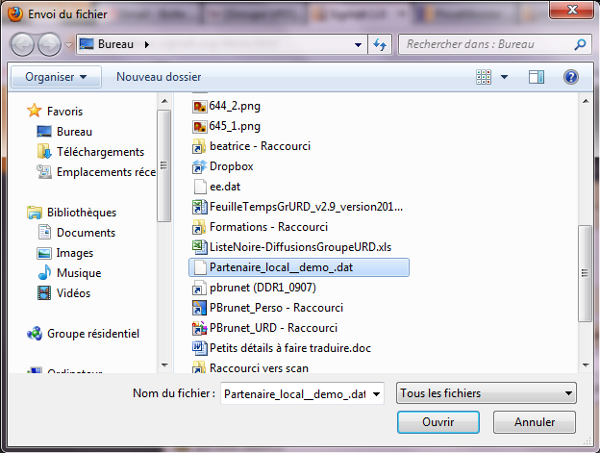 Envoi du fichier
Bureau
Rechercher dans : Bureau
Organiser
Nouveau dossier
Favoris
Bureau
Téléchargements
Emplacements réce
Bibliothèques
Documents
Images
Musique
Vidéos
Groupe résidentiel
Ordinateur
644_2.png
645_1.png
beatrice - Raccourci
Dropbox
ee.dat
FeuilleTempsGrURD_v2.9_version201...
Formations - Raccourci
ListeNoire-DiffusionsGroupeURD.xls
Partenaire_local__demo_.dat
pbrunet (DDR1_0907)
PBrunet_Perso - Raccourci
PBrunet_URD - Raccourci
Petits détails à faire traduire.doc
Raccourci vers scan
Nom du fichier : Partenaire_local__demo_.dat
Tous les fichiers
Ouvrir
Annuler